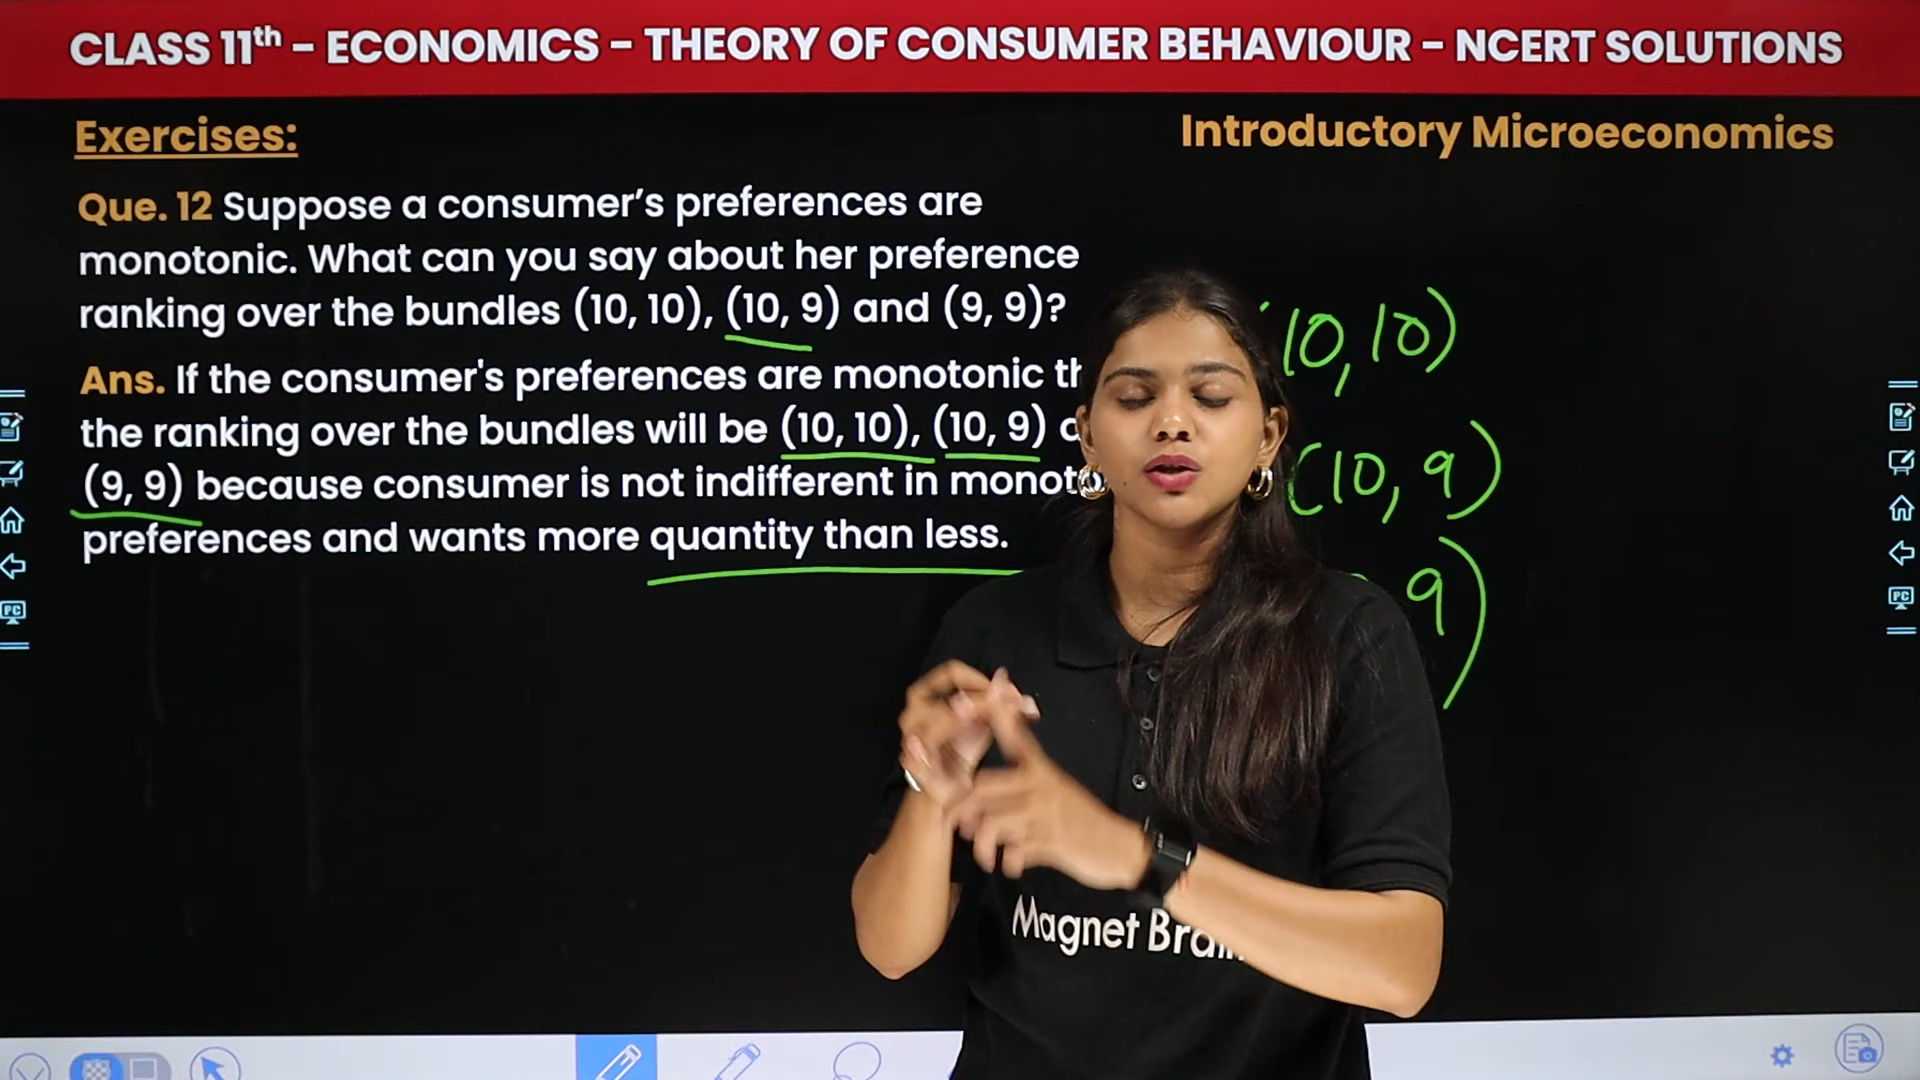 CLASS 11th - ECONOMICS - THEORY OF CONSUMER BEHAVIOUR - NCERT SOLUTIONS
Exercises:
Introductory Microeconomics
Que. 12 Suppose a consumer's preferences are
monotonic. What can you say about her preference
ranking over the bundles (10, 10), (10, 9) and (9, 9)?
Ans. If the consumer's preferences are monotonic
the ranking over the bundles will be (10, 10), (10, 9)
(9, 9) because consumer is not indifferent in
preferences and wants more quantity than less.
(10, 10)
(10, 9)
9)
Magnet
PC
PC